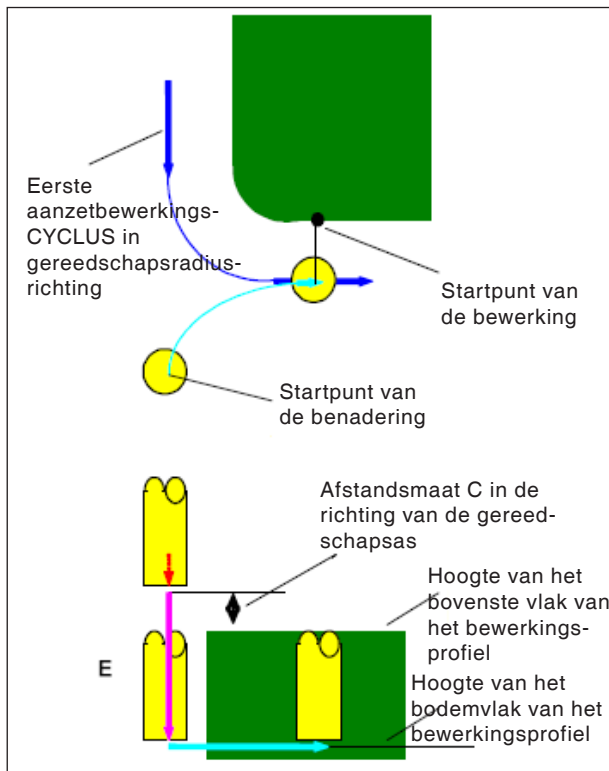 Eerste
aanzetbewerkings-
CYCLUS in
gereedschapsradius-
richting
Startpunt van
de bewerking
Startpunt van
de benadering
Afstandsmaat C in de
richting van de gereed-
schapsas
Hoogte van het
bovenste vlak van
het bewerkings-
profiel
E
Hoogte van het
bodemvlak van het
bewerkingsprofiel